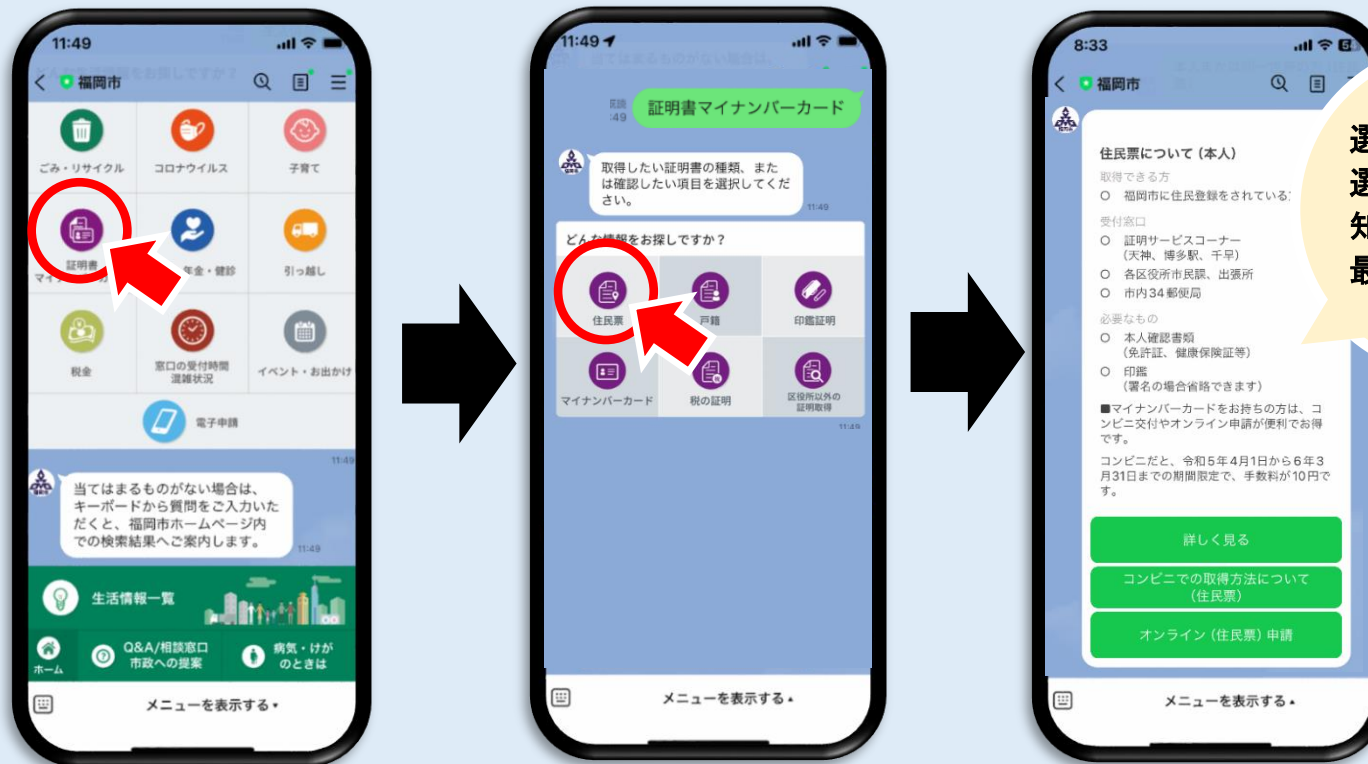 11:49
福岡市
ごみ・リサイクル
コロナウイルス
子育て
証明書
年金・健診
引っ越し
税金
窓口の受付時間
混雑状況
イベント・お出かけ
電子申請
11:49
当てはまるものがない場合は、
キーボードから質問をご入力いた
だくと、福岡市ホームページ内
での検索結果へご案内します。
11:49
生活情報一覧
ホーム
Q&A/相談窓口
市政への提案
病気・けが
のときは
メニューを表示する
11:49
証明書マイナンバーカード
取得したい証明書の種類、また
は確認したい項目を選択してくだ
さい。
11:49
どんな情報をお探しですか？
住民票
戸籍
印鑑証明
マイナンバーカード
税の証明
区役所以外の
証明取得
11:49
メニューを表示する
8:33
福岡市
住民票について（本人）
取得できる方
○ 福岡市に住民登録をされている
受付窓口
○ 証明サービスコーナー
（天神、博多駅、千早）
○ 各区役所市民課、出張所
○ 市内34郵便局
必要なもの
○ 本人確認書類
（免許証、健康保険証等）
○ 印鑑
（署名の場合省略できます）
■マイナンバーカードをお持ちの方は、コ
ンビニ交付やオンライン申請が便利でお得
です。
コンビニだと、令和5年4月1日から6年3
月31日までの期間限定で、手数料が10円で
す。
詳しく見る
コンビニでの取得方法について
（住民票）
オンライン（住民票）申請
メニューを表示する
選
選
知
最